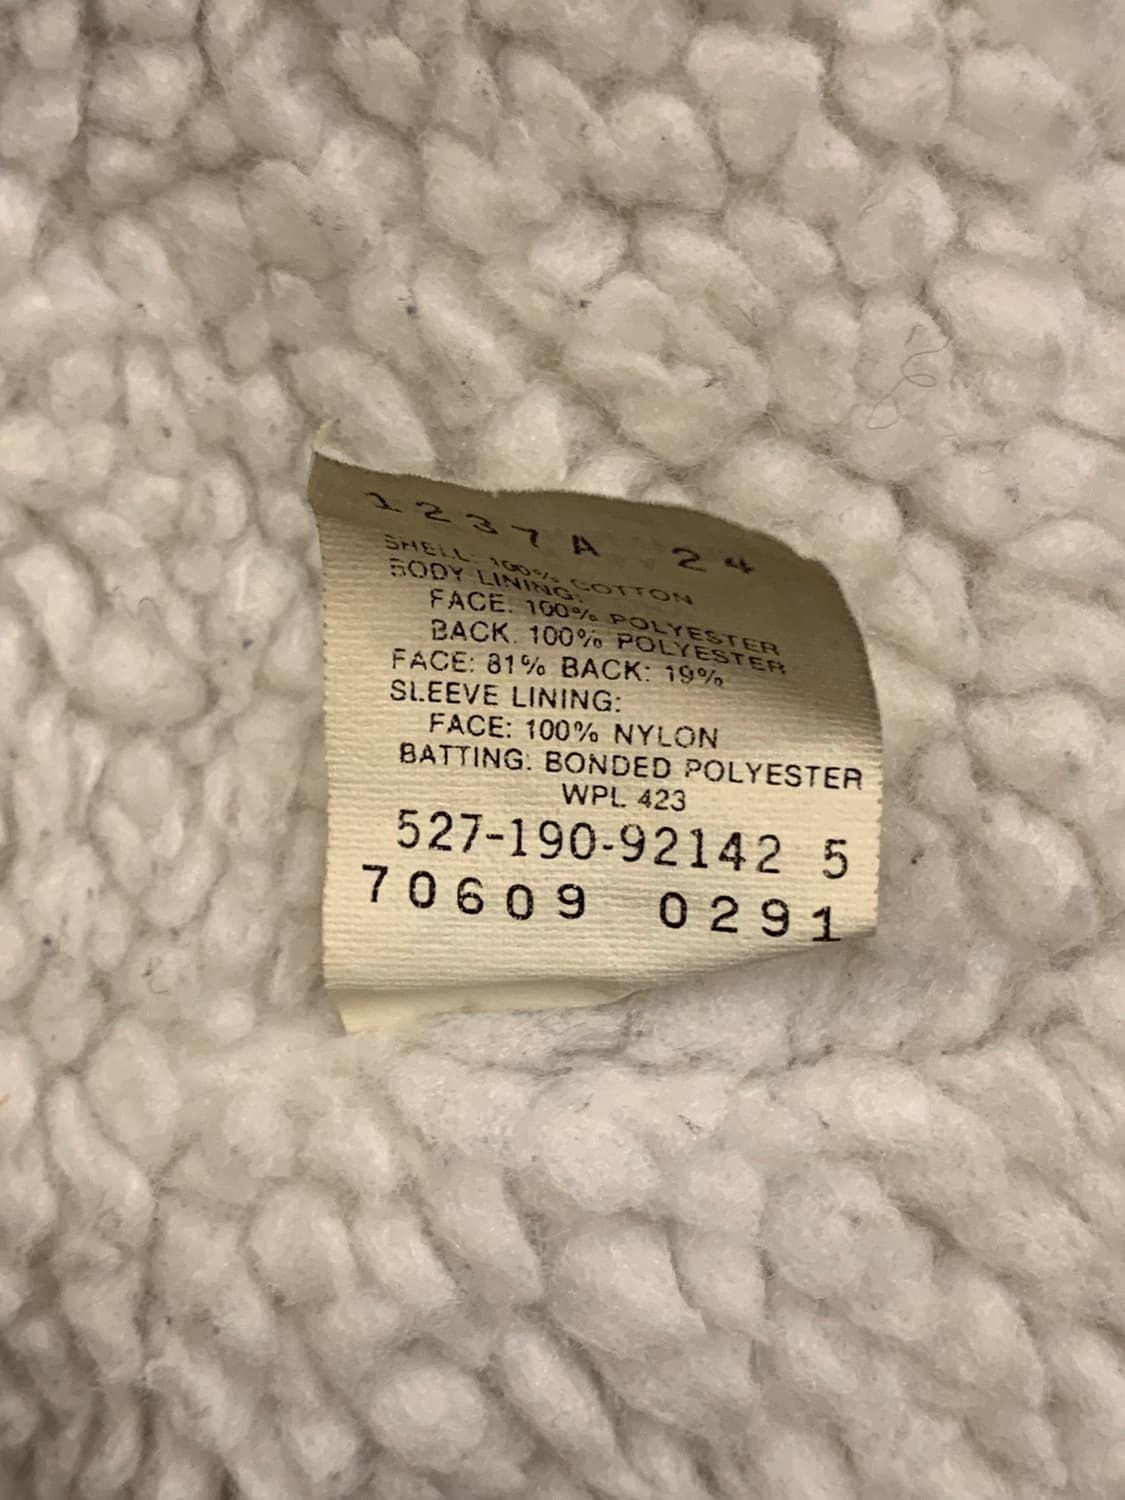 1237A 24
SHELL: 100% COTTON
BODY LINING:
FACE: 100% POLYESTER
BACK: 100% POLYESTER
FACE: 81% BACK: 19%
SLEEVE LINING:
FACE: 100% NYLON
BATTING: BONDED POLYESTER
WPL 423
527-190-92142 5
70609 0291